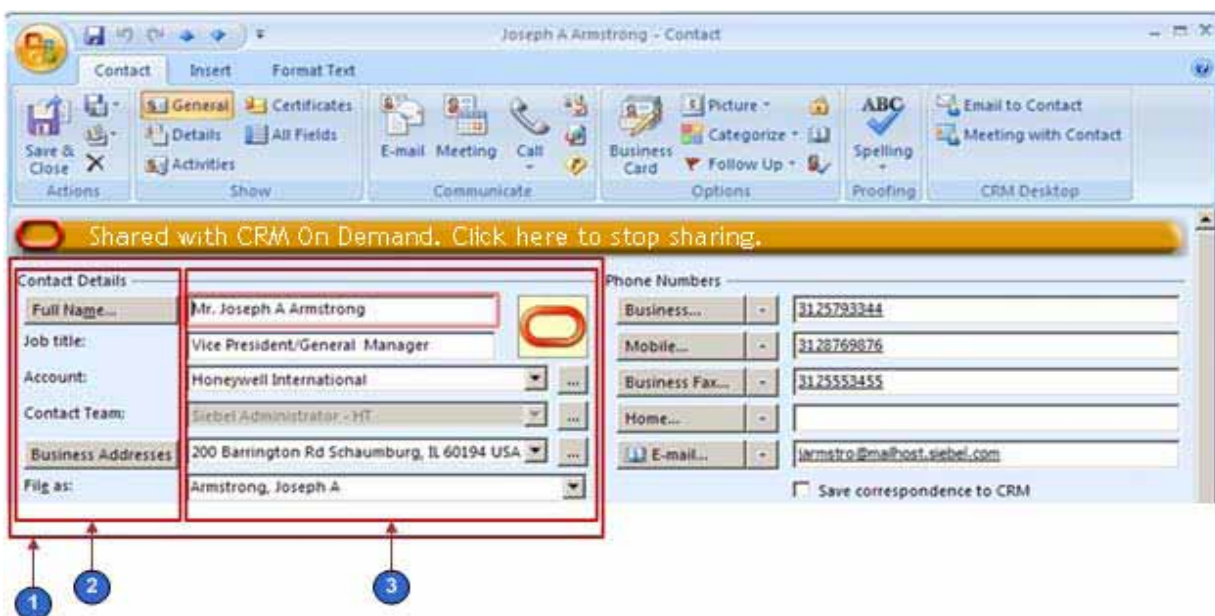 Joseph A Armstrong - Contact
Contact Insert Format Text
Save & Close
Actions
General Certificates
Details All Fields
Activities
Show
E-mail Meeting Call
Communicate
Business Card
Picture
Categorize
Follow Up
Options
ABC
Spelling
Proofing
Email to Contact
Meeting with Contact
CRM Desktop
Shared with CRM On Demand. Click here to stop sharing.
Contact Details
Full Name... Mr. Joseph A Armstrong
Job title: Vice President/General Manager
Account: Honeywell International ...
Contact Team: Siebel Administrator - HT ...
Business Addresses 200 Barrington Rd Schaumburg, IL 60194 USA ...
File as: Armstrong, Joseph A
Phone Numbers
Business... 3125793344
Mobile... 3128769876
Business Fax... 3125553455
Home...
E-mail... jarmstro@mailhost.siebel.com
Save correspondence to CRM
1
2
3